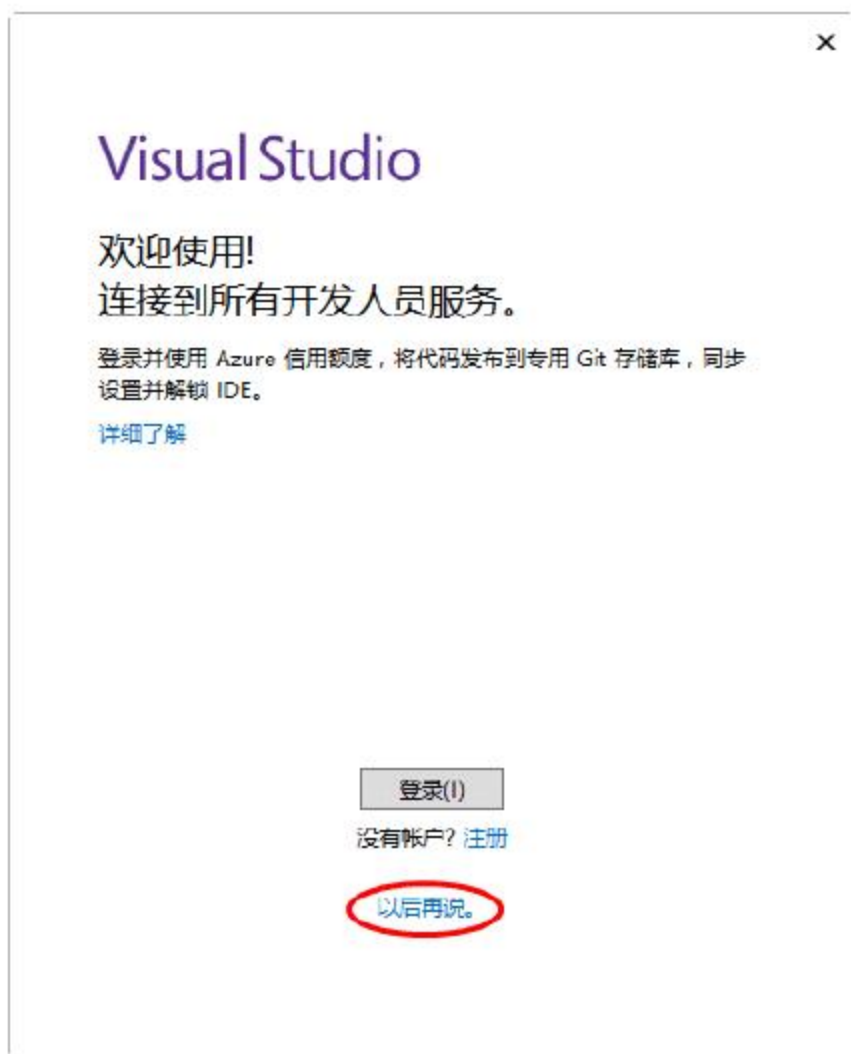 Visual Studio
欢迎使用!
连接到所有开发人员服务。
登录并使用 Azure 信用额度，将代码发布到专用 Git 存储库，同步
设置并解锁 IDE。
详细了解
登录(I)
没有帐户? 注册
以后再说。